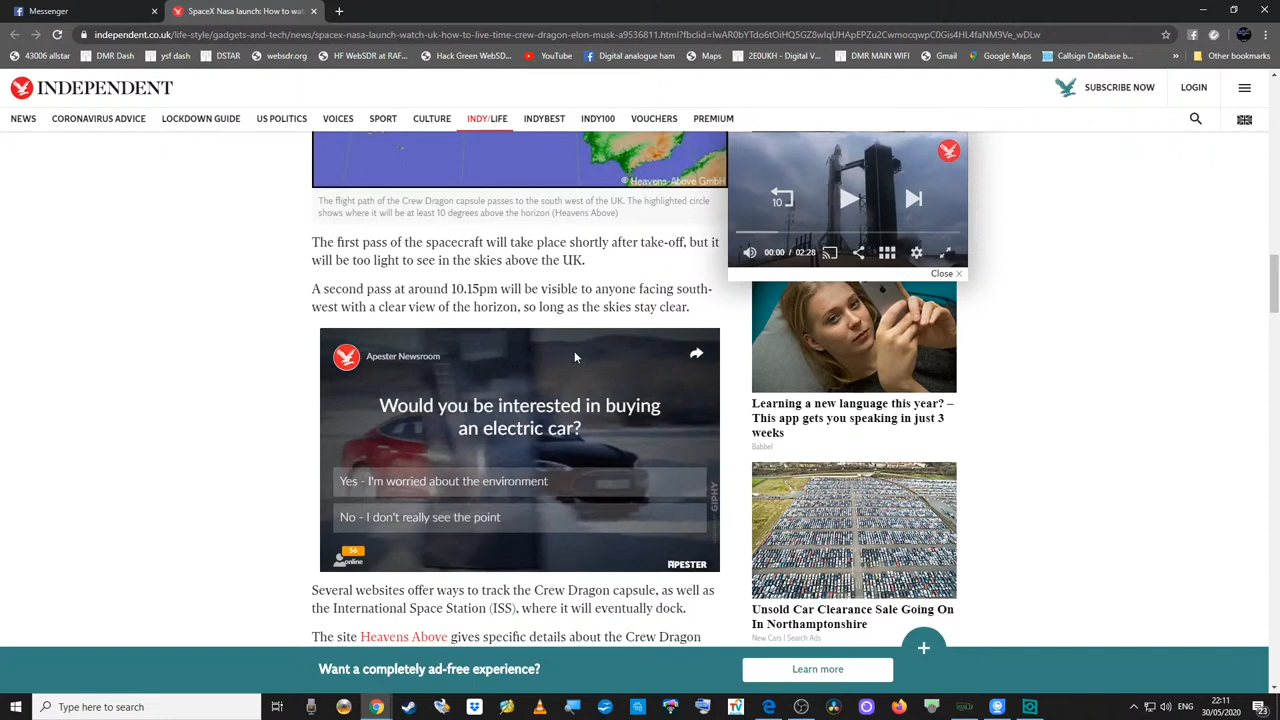 Messenger
SpaceX Nasa launch: How to wat
independent.co.uk/life-style/gadgets-and-tech/news/spacex-nasa-launch-watch-uk-how-to-live-time-crew-dragon-elon-musk-a9536811.html?fbclid=IwAR0bYTdo6tOiHQ5GZ8wIqUHApEPZu2CwmocqwpC0Gis4HL4faNM9Ve_wDLw
43006 allstar
DMR Dash
ysf dash
DSTAR
websdr.org
HF WebSDR at RAF...
Hack Green WebSD...
YouTube
Digital analogue ham
Maps
2E0UKH - Digital V...
DMR MAIN WIFI
Gmail
Google Maps
Callsign Database b...
Other bookmarks
INDEPENDENT
SUBSCRIBE NOW
LOGIN
NEWS
CORONAVIRUS ADVICE
LOCKDOWN GUIDE
US POLITICS
VOICES
SPORT
CULTURE
INDY/LIFE
INDYBEST
INDY100
VOUCHERS
PREMIUM
© Heavens-Above GmbH
The flight path of the Crew Dragon capsule passes to the south west of the UK. The highlighted circle
shows where it will be at least 10 degrees above the horizon (Heavens Above)
10
00:00 / 02:28
Close ×
The first pass of the spacecraft will take place shortly after take-off, but it
will be too light to see in the skies above the UK.
A second pass at around 10.15pm will be visible to anyone facing south-
west with a clear view of the horizon, so long as the skies stay clear.
Apester Newsroom
Would you be interested in buying
an electric car?
Yes - I'm worried about the environment
No - I don't really see the point
GIPHY
56
online
APESTER
Learning a new language this year? –
This app gets you speaking in just 3
weeks
Babbel
Unsold Car Clearance Sale Going On
In Northamptonshire
New Cars | Search Ads
Several websites offer ways to track the Crew Dragon capsule, as well as
the International Space Station (ISS), where it will eventually dock.
The site Heavens Above gives specific details about the Crew Dragon
Want a completely ad-free experience?
Learn more
Type here to search
ENG
22:11
30/05/2020